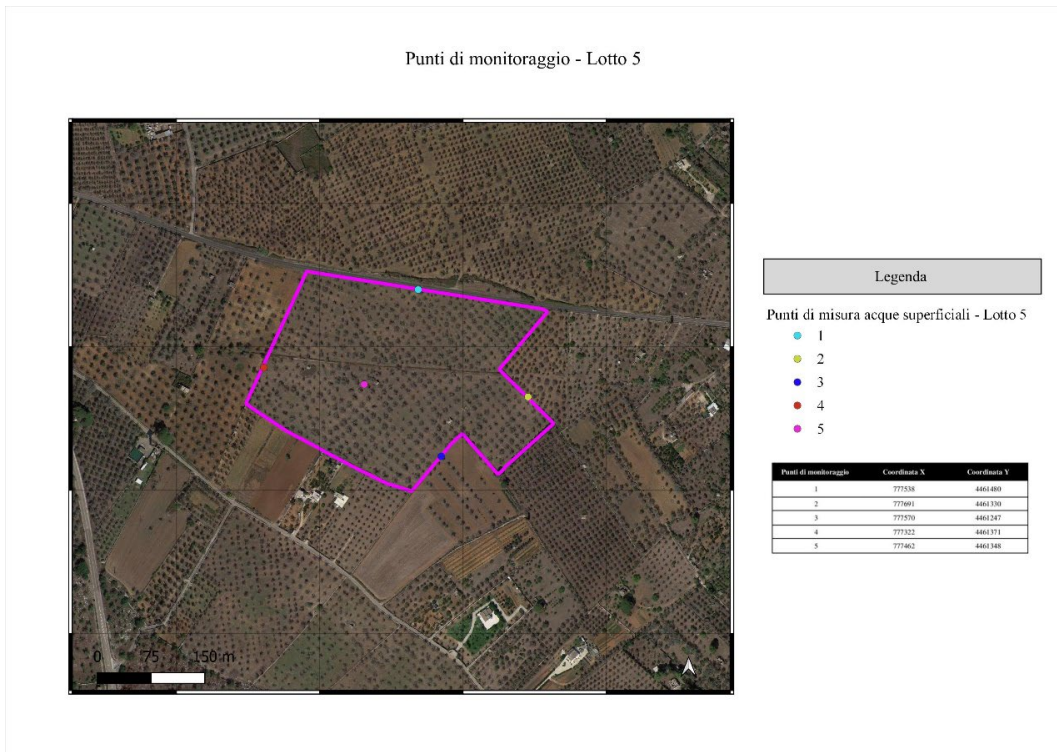 Punti di monitoraggio - Lotto 5
Legenda
Punti di misura acque superficiali - Lotto 5
1
2
3
4
5
Punti di monitoraggio Coordinata X Coordinata Y
1 777538 4461480
2 777691 4461330
3 777570 4461247
4 777322 4461371
5 777462 4461348
0 75 150 m